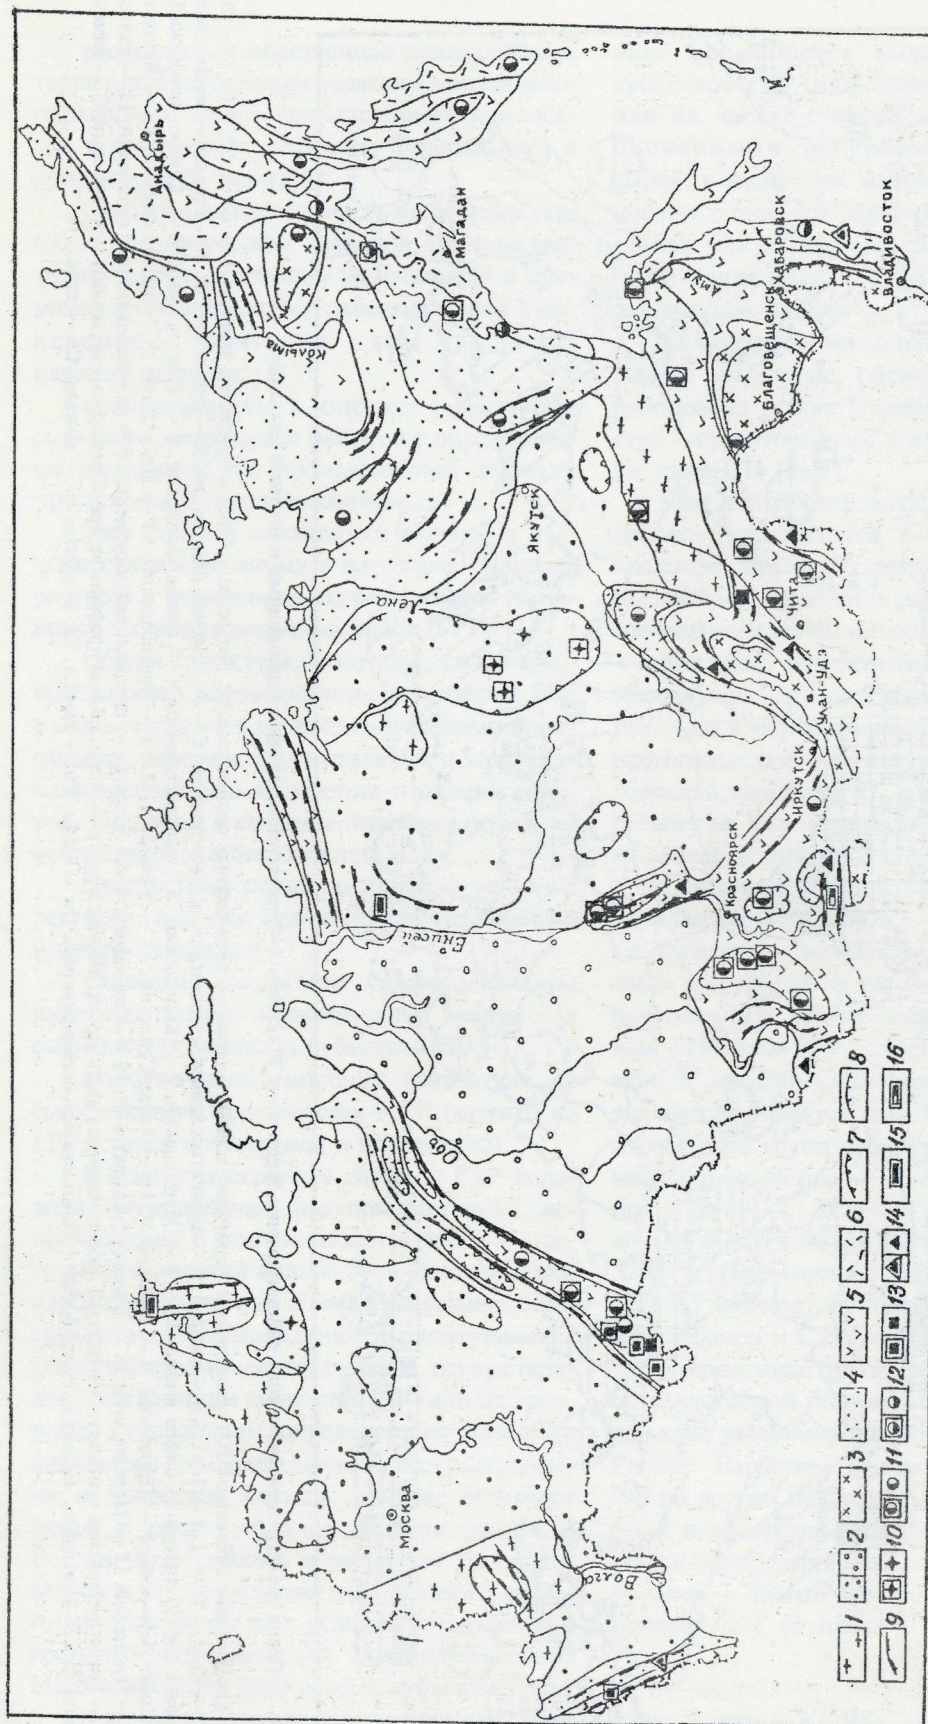 Анадырь
Магадан
Колыма
Хабаровск
Амур
Благовещенск
Владивосток
Якутск
Лена
Чита
Улан-Удэ
Иркутск
Красноярск
Енисей
Обь
Москва
Волга
1 2 3 4 5 6 7 8
9 10 11 12 13 14 15 16